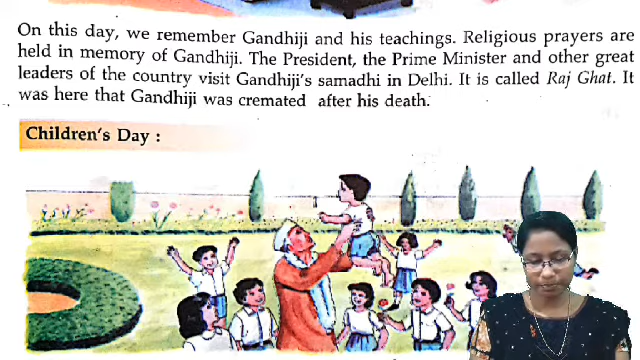 On this day, we remember Gandhiji and his teachings. Religious prayers are
held in memory of Gandhiji. The President, the Prime Minister and other great
leaders of the country visit Gandhiji's samadhi in Delhi. It is called Raj Ghat. It
was here that Gandhiji was cremated after his death.
Children's Day :